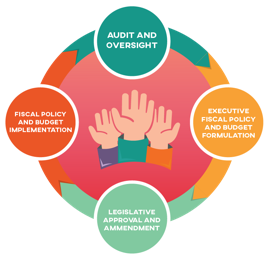 AUDIT AND
OVERSIGHT
FISCAL POLICY
AND BUDGET
IMPLEMENTATION
EXECUTIVE
FISCAL POLICY
AND BUDGET
FORMULATION
LEGISLATIVE
APPROVAL AND
AMMENDMENT